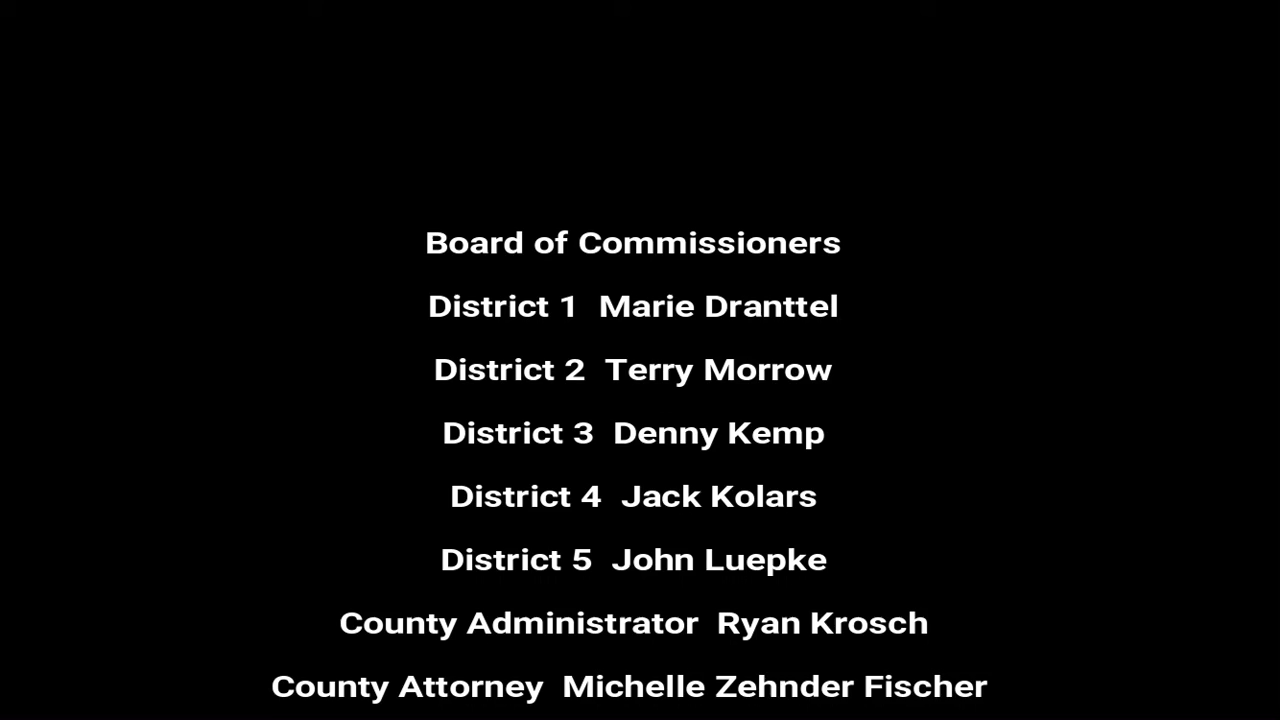 Board of Commissioners
District 1  Marie Dranttel
District 2  Terry Morrow
District 3  Denny Kemp
District 4  Jack Kolars
District 5  John Luepke
County Administrator  Ryan Krosch
County Attorney  Michelle Zehnder Fischer